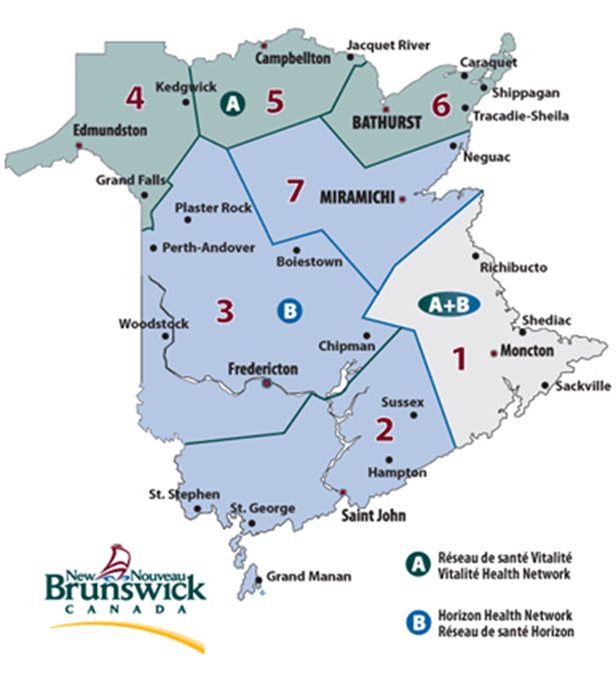 Jacquet River
Campbellton
Caraquet
Kedgwick
4
A
5
6
Shippagan
BATHURST
Tracadie-Sheila
Edmundston
Neguac
Grand Falls
7
MIRAMICHI
Plaster Rock
Perth-Andover
Boiestown
Richibucto
3
B
A+B
Woodstock
Shediac
Chipman
1
Moncton
Fredericton
Sackville
Sussex
2
Hampton
St. Stephen
St. George
Saint John
Grand Manan
A
Réseau de santé Vitalité
Vitalité Health Network
New Nouveau
Brunswick
CANADA
B
Horizon Health Network
Réseau de santé Horizon